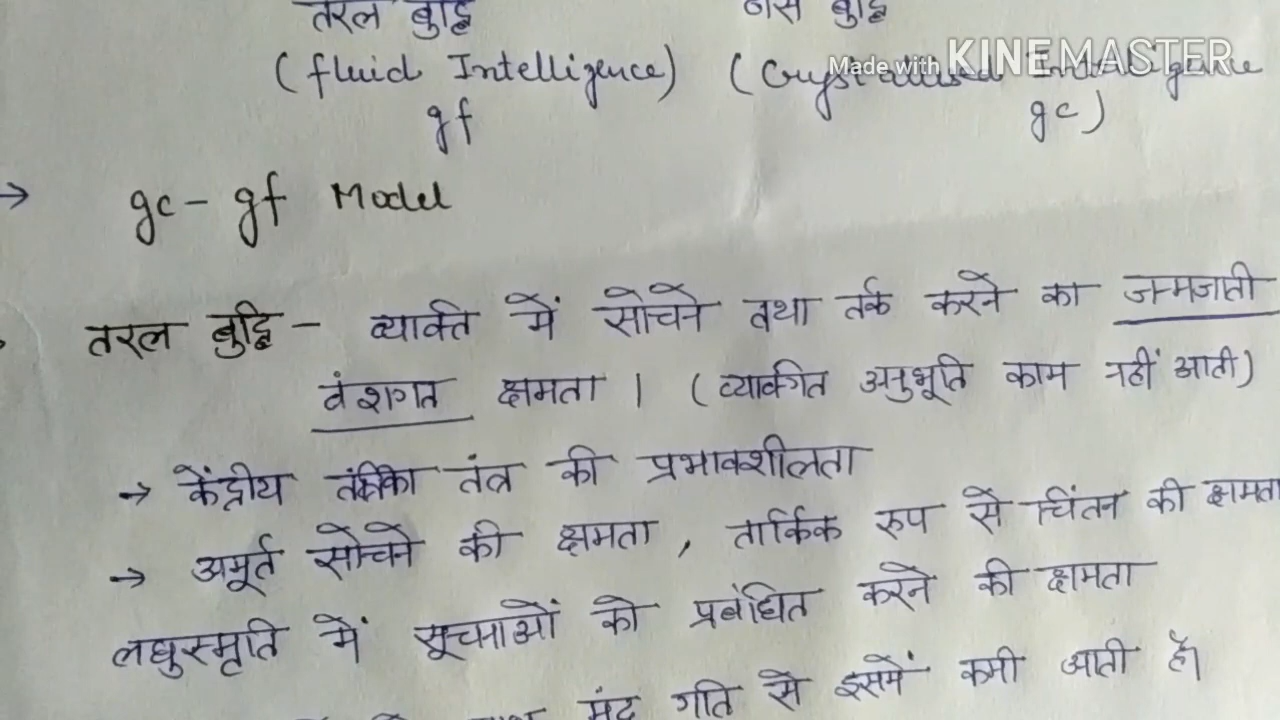 तरल बुद्धि ठोस बुद्धि
(fluid Intelligence) (Crystallised Intelligence
gf gc)
Made with KINEMASTER
→ gc - gf Model
तरल बुद्धि - व्यक्ति में सोचने तथा तर्क करने का जन्मजाती
वंशागत क्षमता । (व्याक्गीत अनुभूति काम नहीं आती)
→ केंद्रीय तंत्रिका तंत्र की प्रभावशीलता
→ अमूर्त सोचने की क्षमता , तार्किक रुप से चिंतन की क्षमता
लघुस्मृति में सूचनाओं को प्रबंधित करने की क्षमता
मंद गति से इसमें कमी आती है।